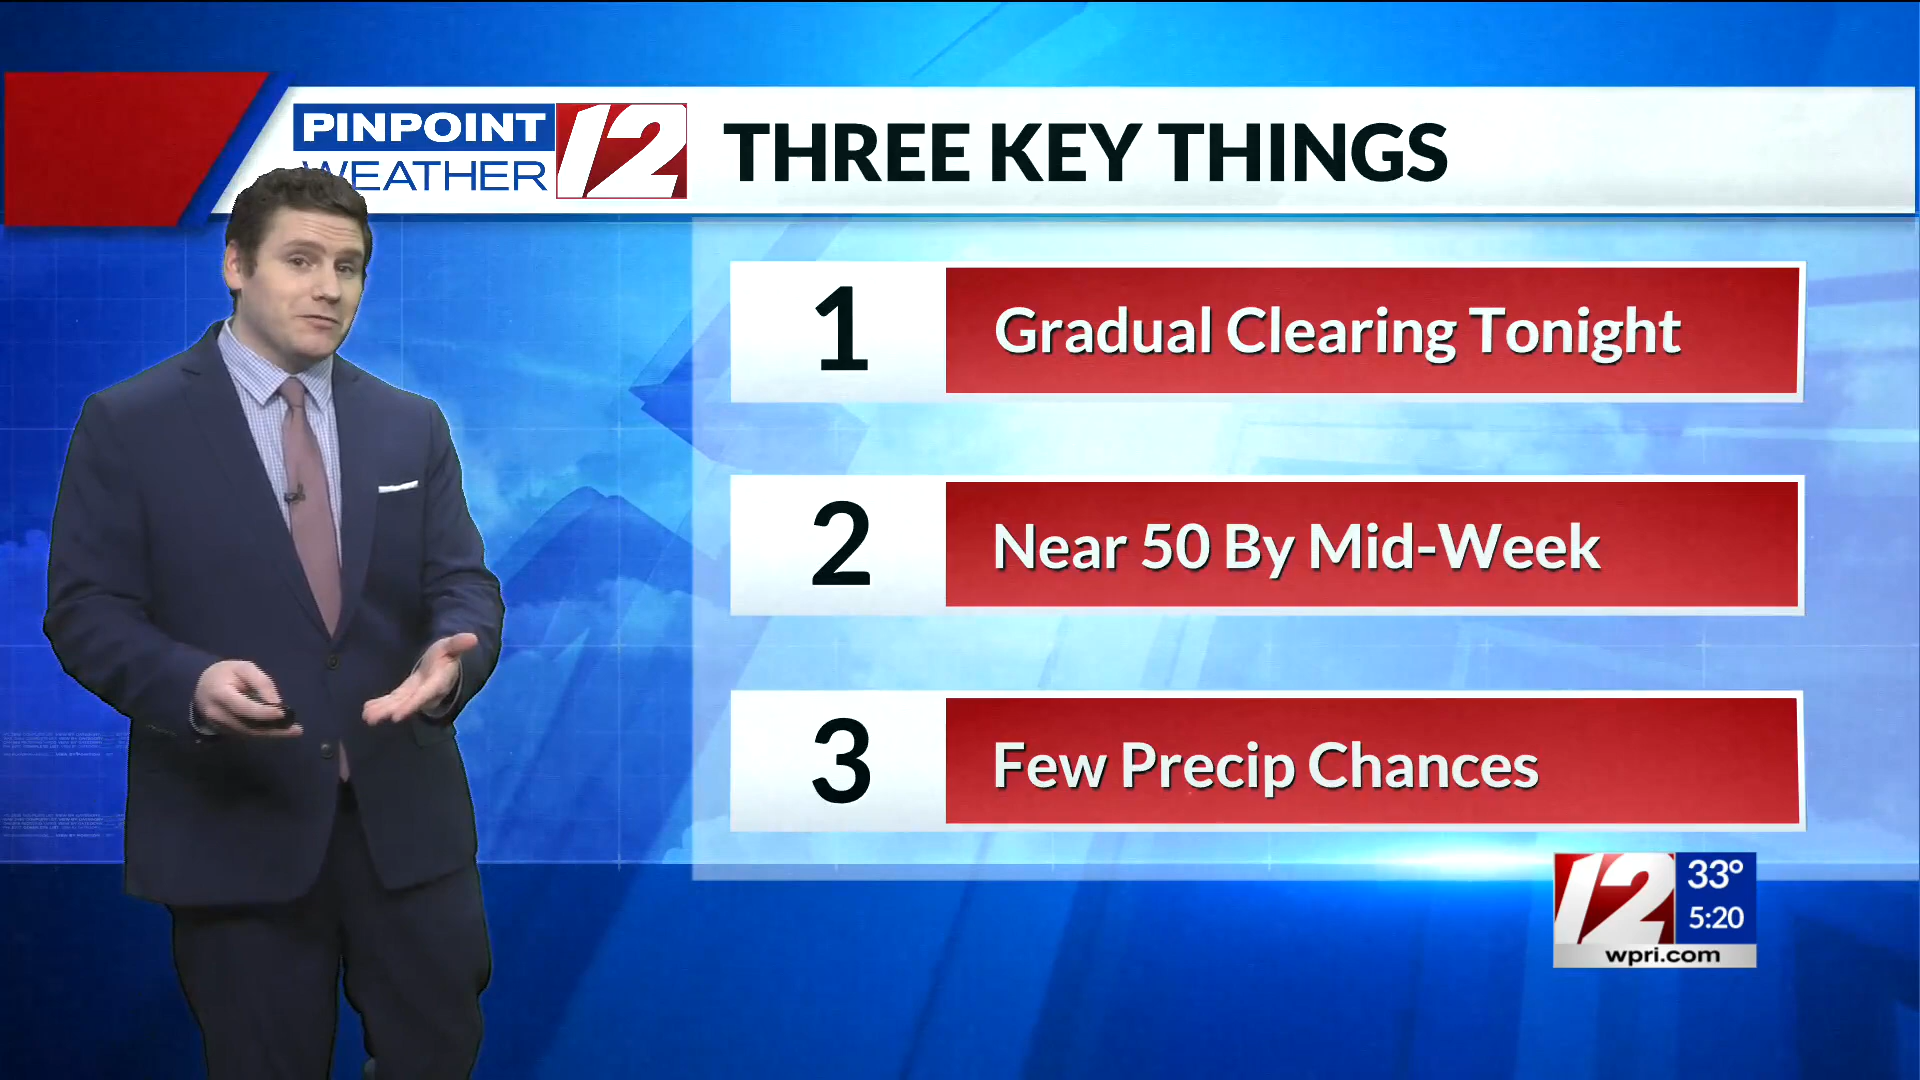 PINPOINT
WEATHER
12
THREE KEY THINGS
1
Gradual Clearing Tonight
2
Near 50 By Mid-Week
3
Few Precip Chances
12
33°
5:20
wpri.com